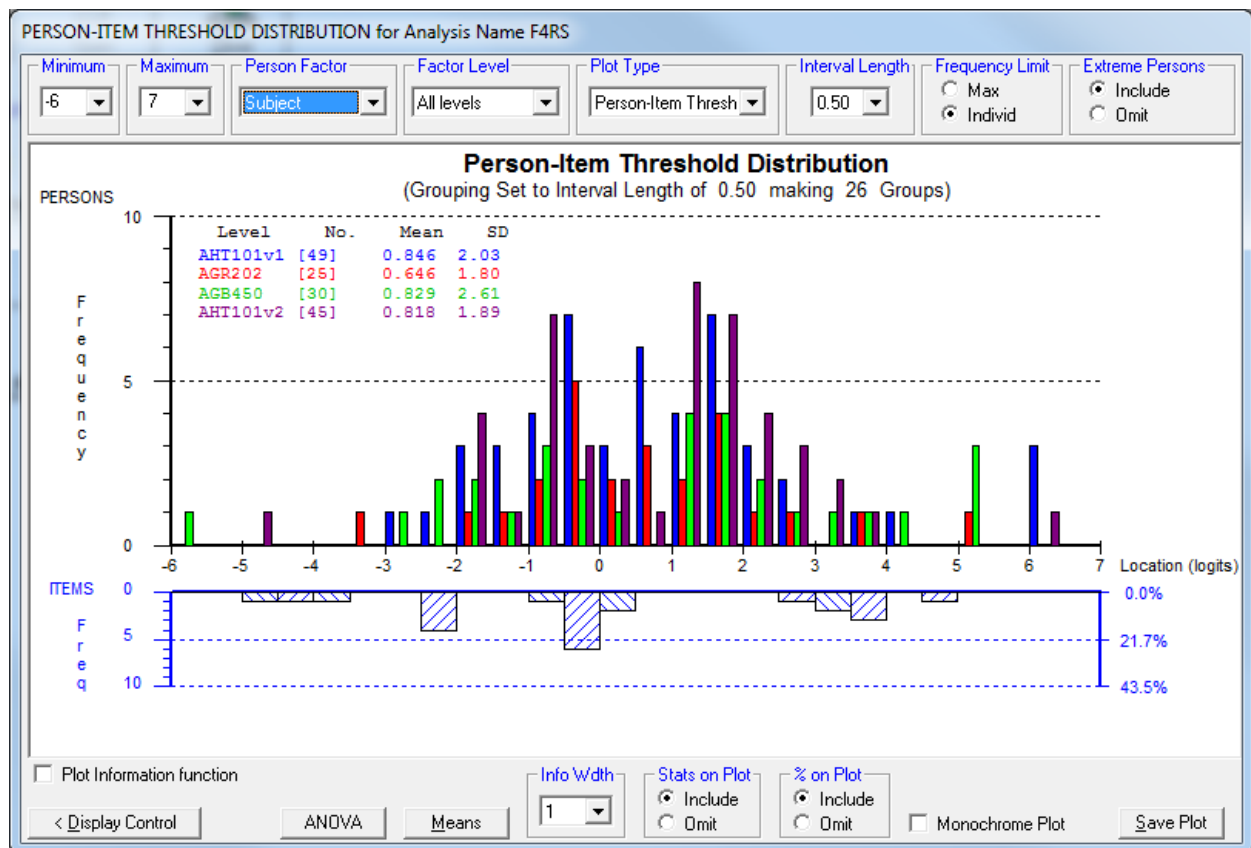 PERSON-ITEM THRESHOLD DISTRIBUTION for Analysis Name F4RS
Minimum Maximum Person Factor Factor Level Plot Type Interval Length Frequency Limit Extreme Persons
-6 7 Subject All levels Person-Item Thresh 0.50 Max Include
Individ Omit
Person-Item Threshold Distribution
(Grouping Set to Interval Length of 0.50 making 26 Groups)
PERSONS
10
Level No. Mean SD
AHT101v1 [49] 0.846 2.03
AGR202 [25] 0.646 1.80
AGB450 [30] 0.829 2.61
AHT101v2 [45] 0.818 1.89
Frequency
5
0
-6 -5 -4 -3 -2 -1 0 1 2 3 4 5 6 7 Location (logits)
ITEMS 0 0.0%
Freq
5 21.7%
10 43.5%
Plot Information function
Info Wdth Stats on Plot % on Plot
1 Include Include
Omit Omit
< Display Control ANOVA Means Monochrome Plot Save Plot